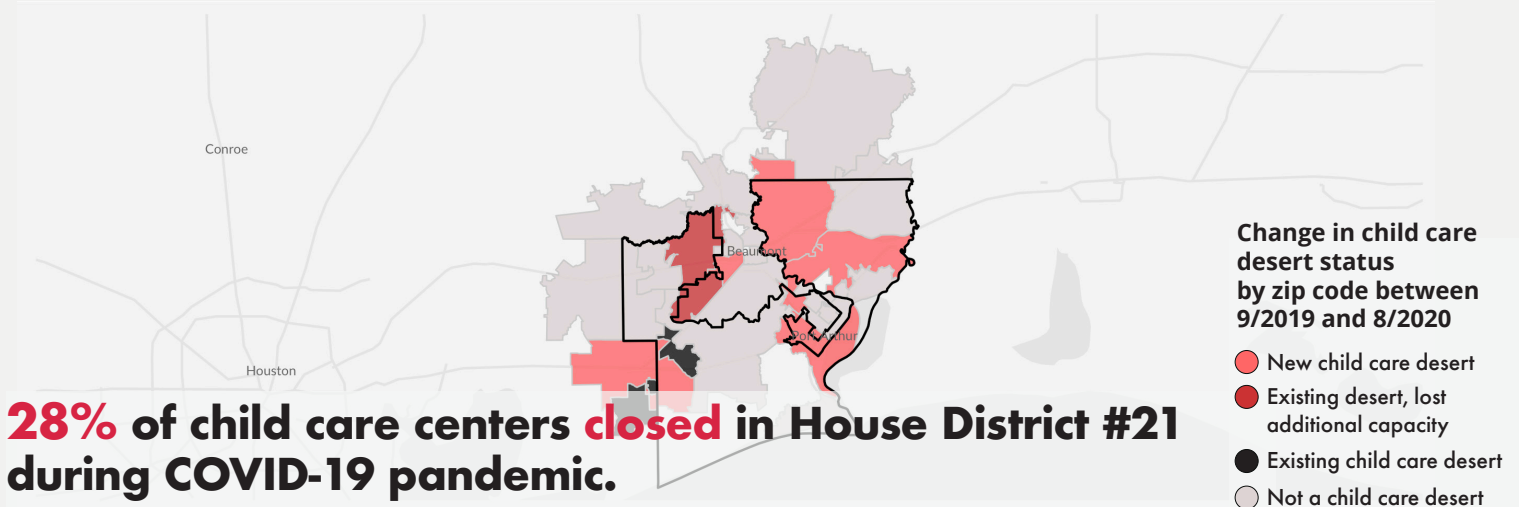 Conroe
Beaumont
Port Arthur
Houston
28% of child care centers closed in House District #21
during COVID-19 pandemic.
Change in child care
desert status
by zip code between
9/2019 and 8/2020
New child care desert
Existing desert, lost
additional capacity
Existing child care desert
Not a child care desert